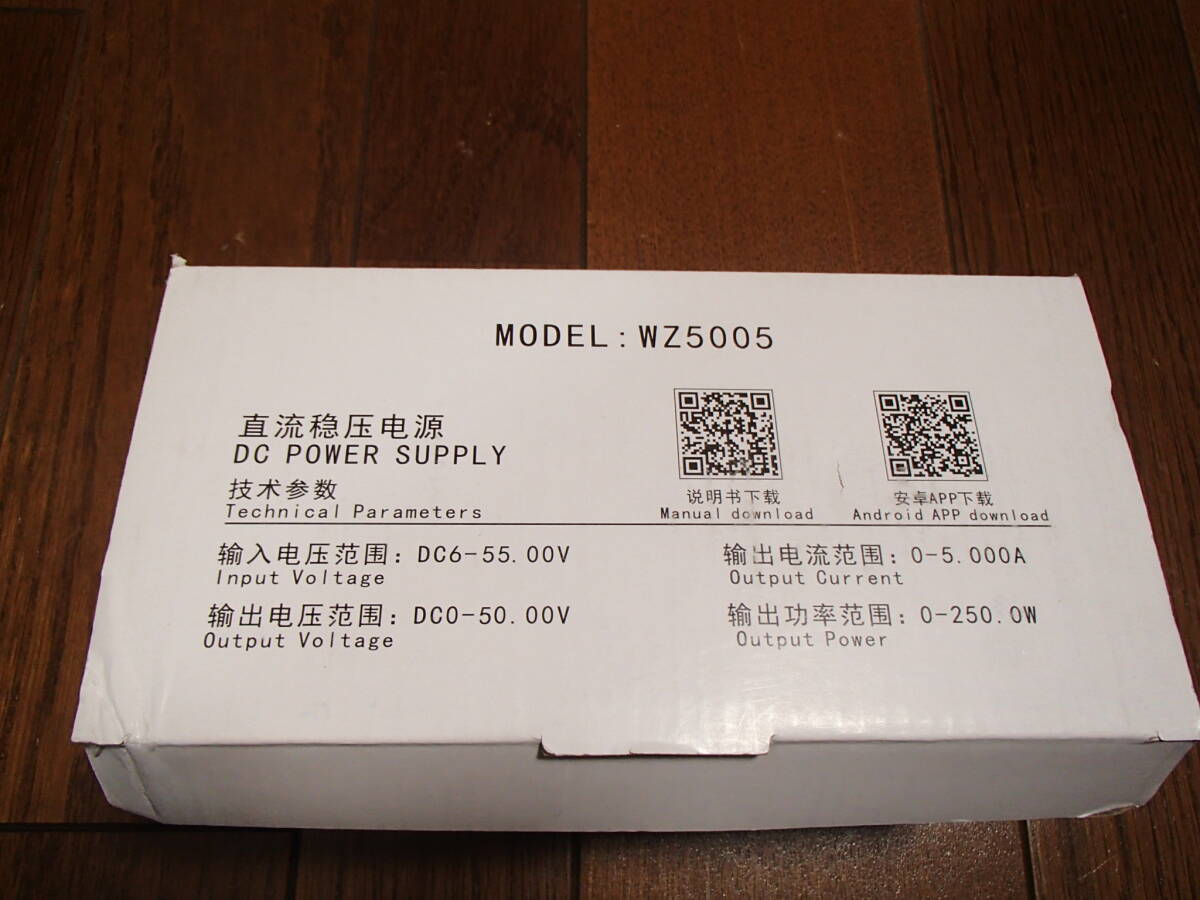 MODEL: WZ5005
直流稳压电源
DC POWER SUPPLY
技术参数
Technical Parameters
说明书下载
Manual download
安卓APP下载
Android APP download
输入电压范围: DC6-55.00V
Input Voltage
输出电流范围: 0-5.000A
Output Current
输出电压范围: DC0-50.00V
Output Voltage
输出功率范围: 0-250.0W
Output Power